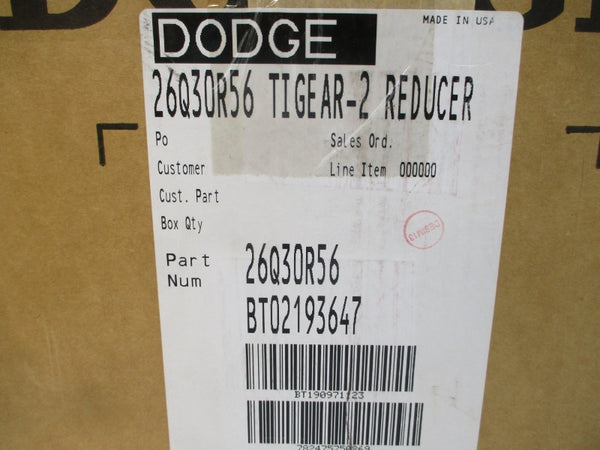 DODGE
MADE IN USA
26Q30R56 TIGEAR-2 REDUCER
Po
Sales Ord.
Customer
Line Item 000000
Cust. Part
Box Qty
Part Num
26Q30R56
BT02193647
BT190971123